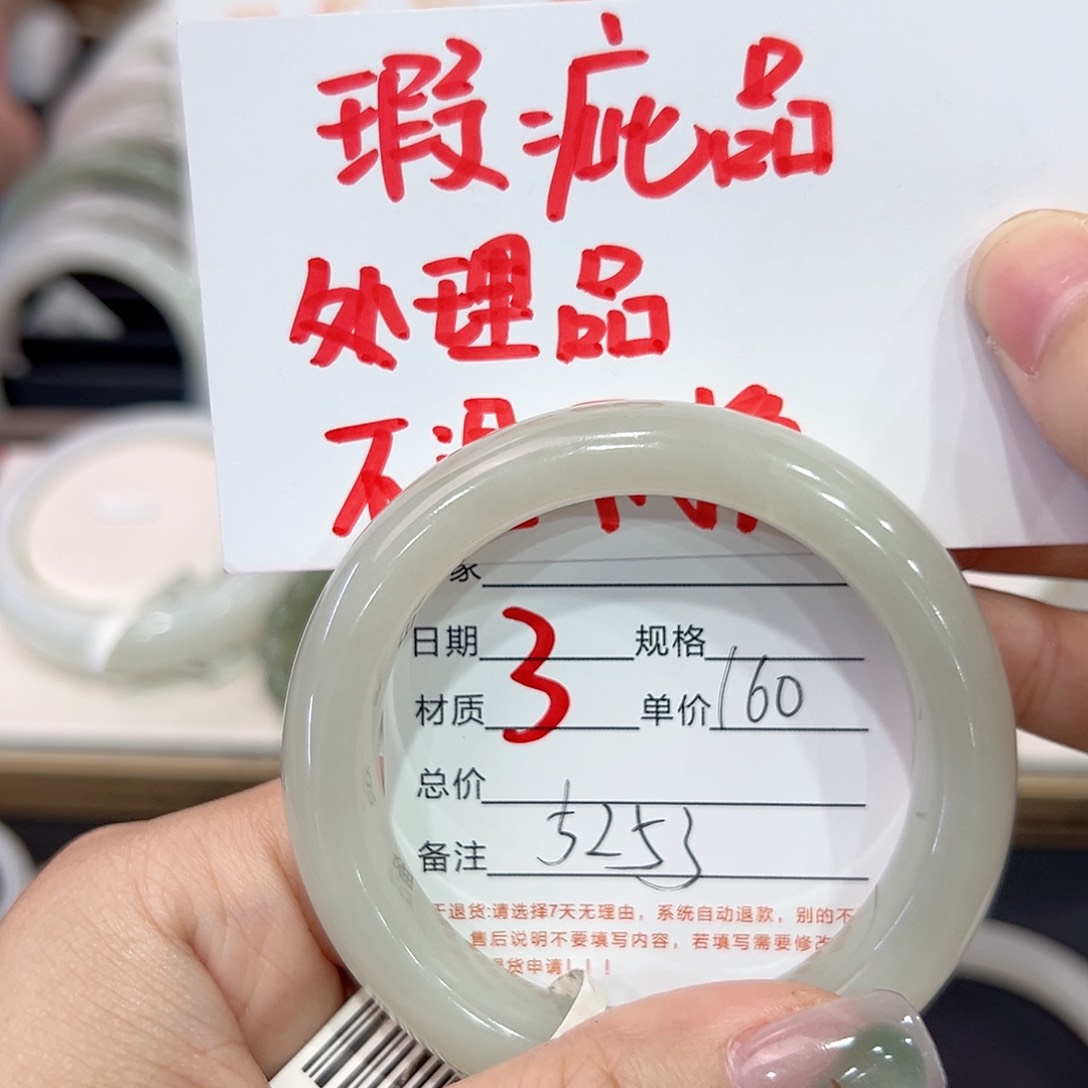 瑕疵品
处理品
不退不换
家
日期 3 规格
材质 单价 160
总价
备注 5253
退货:请选择7天无理由，系统自动退款，别的不
售后说明不要填写内容，若填写需要修改
退货申请！！！